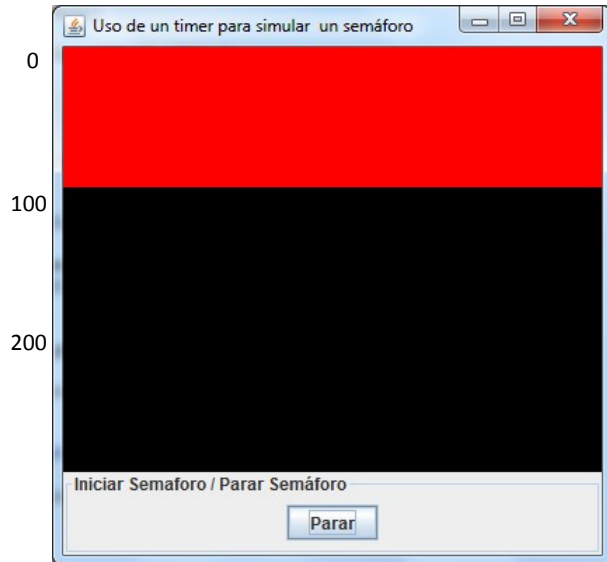 Uso de un timer para simular un semáforo
0
100
200
Iniciar Semaforo / Parar Semáforo
Parar